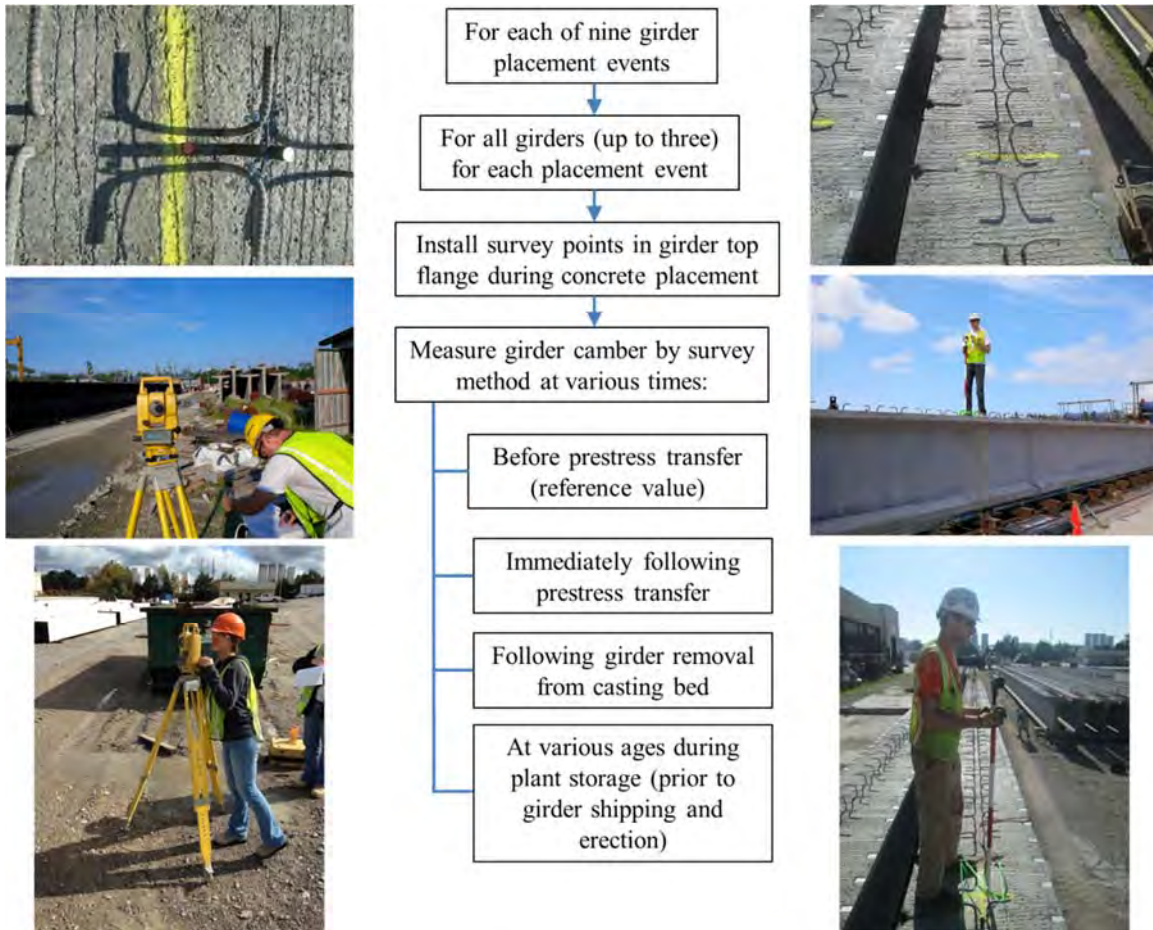 For each of nine girder
placement events
For all girders (up to three)
for each placement event
Install survey points in girder top
flange during concrete placement
Measure girder camber by survey
method at various times:
Before prestress transfer
(reference value)
Immediately following
prestress transfer
Following girder removal
from casting bed
At various ages during
plant storage (prior to
girder shipping and
erection)